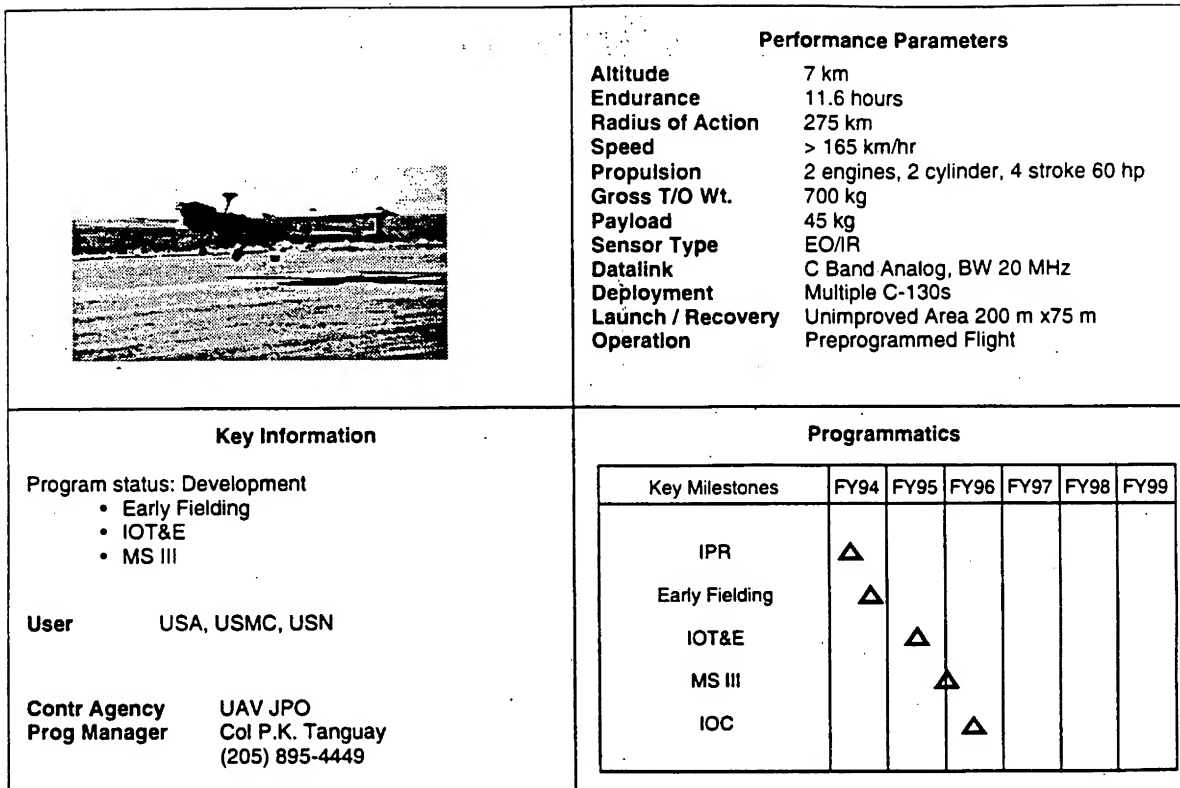 Performance Parameters
Altitude 7 km
Endurance 11.6 hours
Radius of Action 275 km
Speed > 165 km/hr
Propulsion 2 engines, 2 cylinder, 4 stroke 60 hp
Gross T/O Wt. 700 kg
Payload 45 kg
Sensor Type EO/IR
Datalink C Band Analog, BW 20 MHz
Deployment Multiple C-130s
Launch / Recovery Unimproved Area 200 m x75 m
Operation Preprogrammed Flight
Key Information
Program status: Development
• Early Fielding
• IOT&E
• MS III
User USA, USMC, USN
Contr Agency UAV JPO
Prog Manager Col P.K. Tanguay
(205) 895-4449
Programmatics
Key Milestones FY94 FY95 FY96 FY97 FY98 FY99
IPR
Early Fielding
IOT&E
MS III
IOC